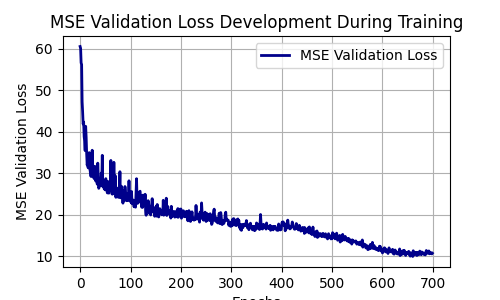 MSE Validation Loss Development During Training
MSE Validation Loss
MSE Validation Loss
60
50
40
30
20
10
0 100 200 300 400 500 600 700
Epochs